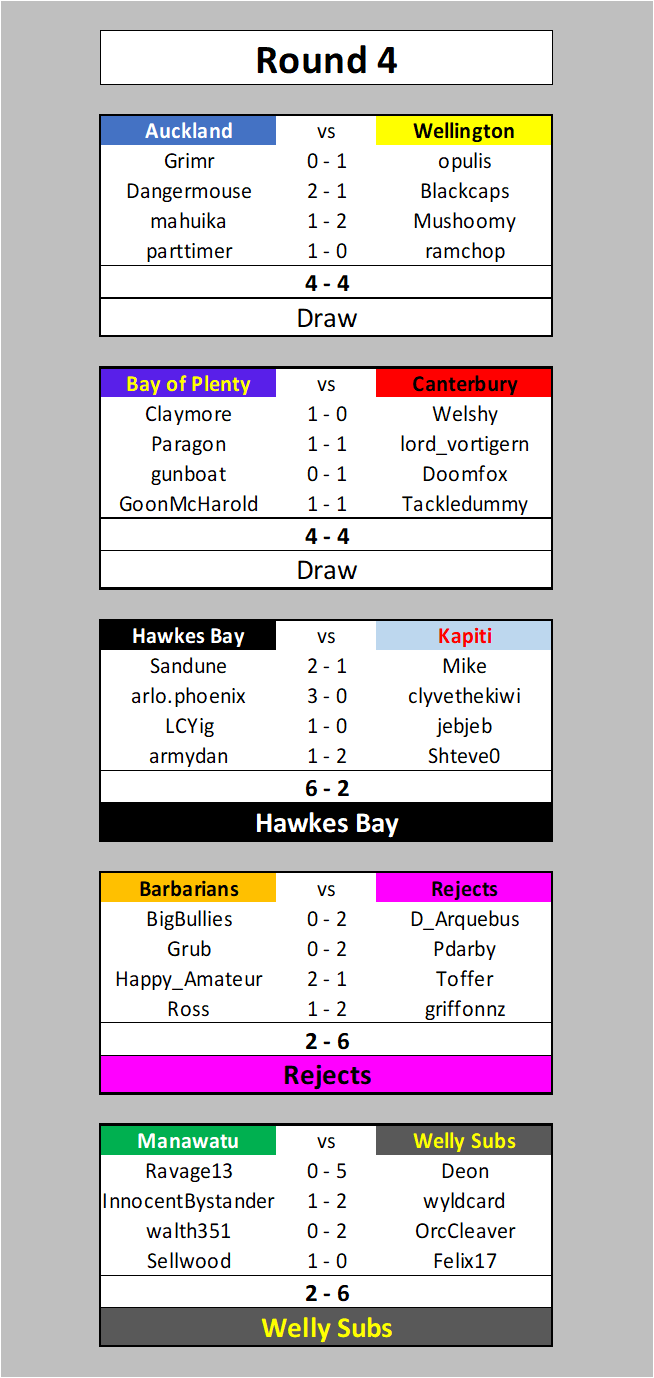 Round 4
Auckland vs Wellington
Grimr 0 - 1 opulis
Dangermouse 2 - 1 Blackcaps
mahuika 1 - 2 Mushoomy
parttimer 1 - 0 ramchop
4 - 4
Draw
Bay of Plenty vs Canterbury
Claymore 1 - 0 Welshy
Paragon 1 - 1 lord_vortigern
gunboat 0 - 1 Doomfox
GoonMcHarold 1 - 1 Tackledummy
4 - 4
Draw
Hawkes Bay vs Kapiti
Sandune 2 - 1 Mike
arlo.phoenix 3 - 0 clyvethekiwi
LCYig 1 - 0 jebjeb
armydan 1 - 2 Shteve0
6 - 2
Hawkes Bay
Barbarians vs Rejects
BigBullies 0 - 2 D_Arquebus
Grub 0 - 2 Pdarby
Happy_Amateur 2 - 1 Toffer
Ross 1 - 2 griffonnz
2 - 6
Rejects
Manawatu vs Welly Subs
Ravage13 0 - 5 Deon
InnocentBystander 1 - 2 wyldcard
walth351 0 - 2 OrcCleaver
Sellwood 1 - 0 Felix17
2 - 6
Welly Subs